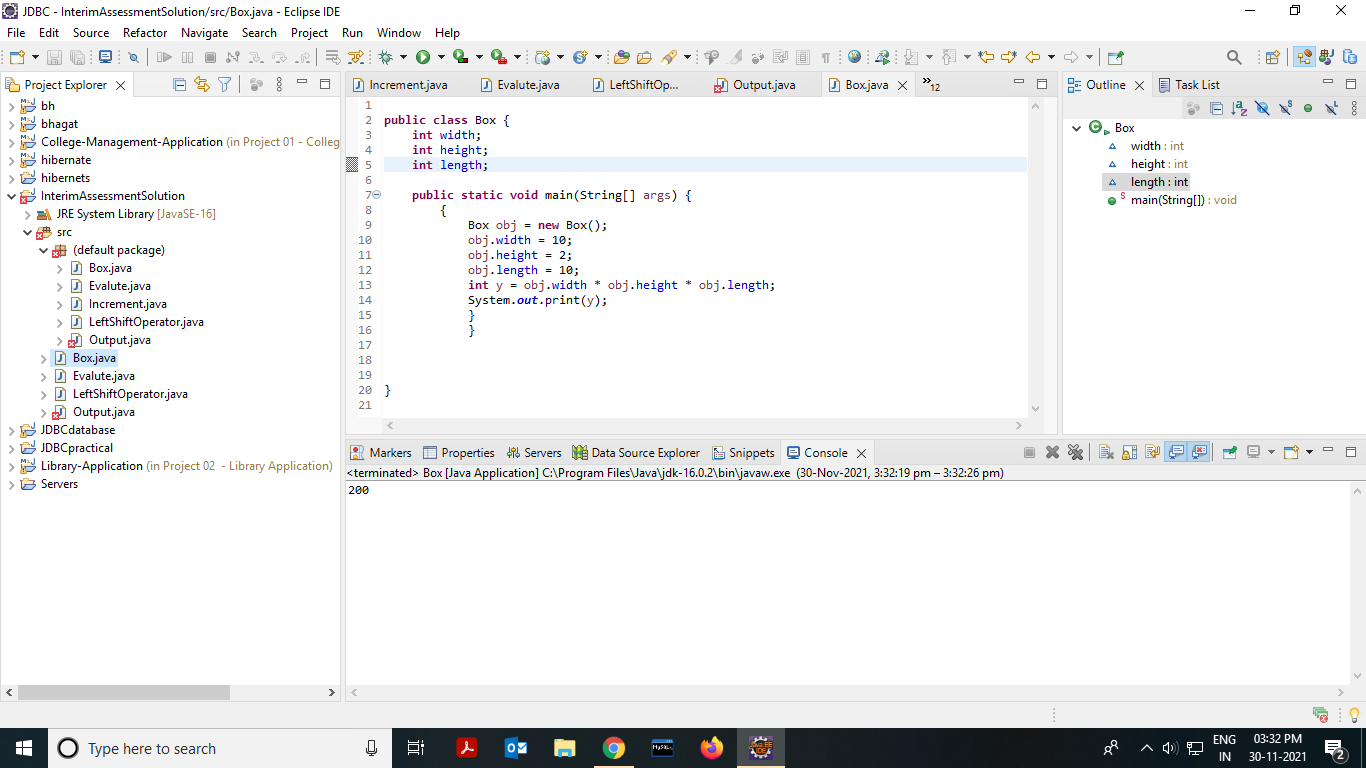 JDBC - InterimAssessmentSolution/src/Box.java - Eclipse IDE
File Edit Source Refactor Navigate Search Project Run Window Help
Project Explorer
bh
bhagat
College-Management-Application (in Project 01 - Colleg
hibernate
hibernets
InterimAssessmentSolution
JRE System Library [JavaSE-16]
src
(default package)
Box.java
Evalute.java
Increment.java
LeftShiftOperator.java
Output.java
Box.java
Evalute.java
LeftShiftOperator.java
Output.java
JDBCdatabase
JDBCpractical
Library-Application (in Project 02 - Library Application)
Servers
Increment.java Evalute.java LeftShiftOp... Output.java Box.java »12
1
2 public class Box {
3 int width;
4 int height;
5 int length;
6
7 public static void main(String[] args) {
8 {
9 Box obj = new Box();
10 obj.width = 10;
11 obj.height = 2;
12 obj.length = 10;
13 int y = obj.width * obj.height * obj.length;
14 System.out.print(y);
15 }
16 }
17
18
19
20 }
21
Outline Task List
Box
width : int
height : int
length : int
main(String[]) : void
Markers Properties Servers Data Source Explorer Snippets Console
<terminated> Box [Java Application] C:\Program Files\Java\jdk-16.0.2\bin\javaw.exe (30-Nov-2021, 3:32:19 pm – 3:32:26 pm)
200
Type here to search
ENG
IN
03:32 PM
30-11-2021
2